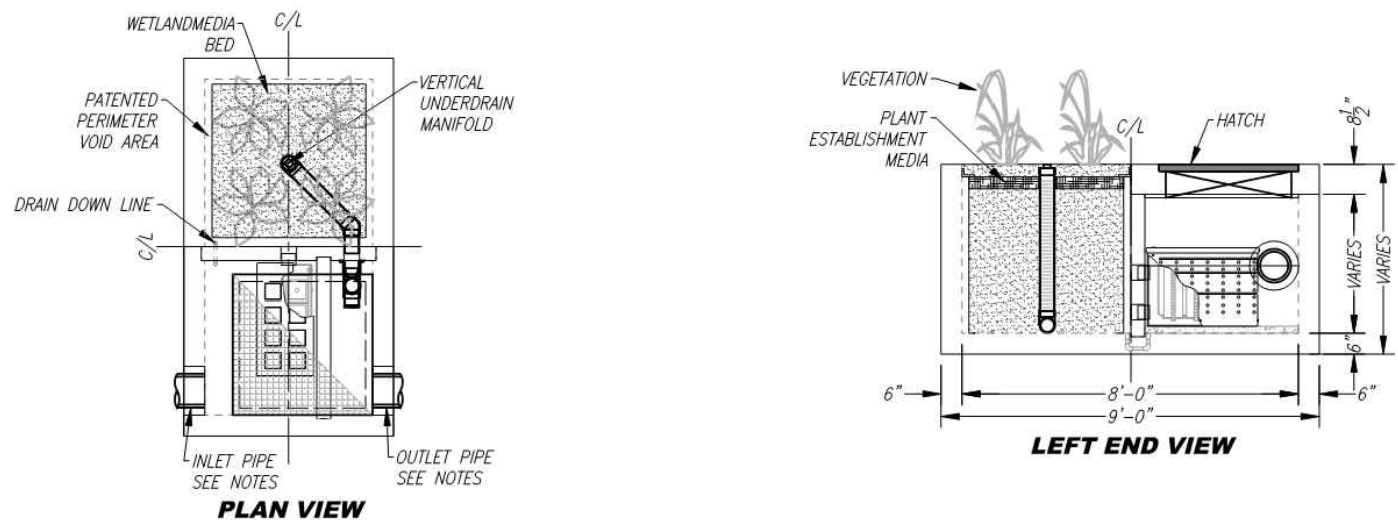 C/L
WETLANDMEDIA
BED
PATENTED
PERIMETER
VOID AREA
VERTICAL
UNDERDRAIN
MANIFOLD
DRAIN DOWN LINE
C/L
INLET PIPE
SEE NOTES
OUTLET PIPE
SEE NOTES
PLAN VIEW
VEGETATION
PLANT
ESTABLISHMENT
MEDIA
C/L
HATCH
8 1/2"
VARIES
VARIES
6"
6"
8'-0"
6"
9'-0"
LEFT END VIEW